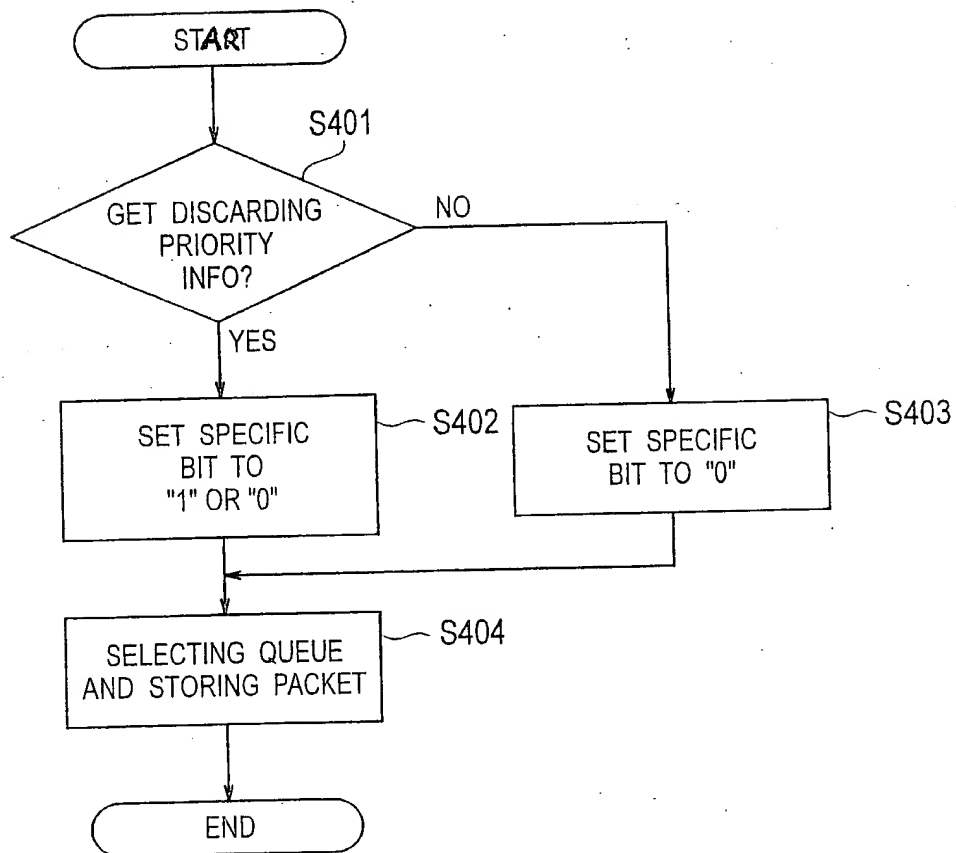 START
S401
GET DISCARDING
PRIORITY
INFO?
NO
YES
SET SPECIFIC
BIT TO
"1" OR "0"
S402
SET SPECIFIC
BIT TO "0"
S403
SELECTING QUEUE
AND STORING PACKET
S404
END